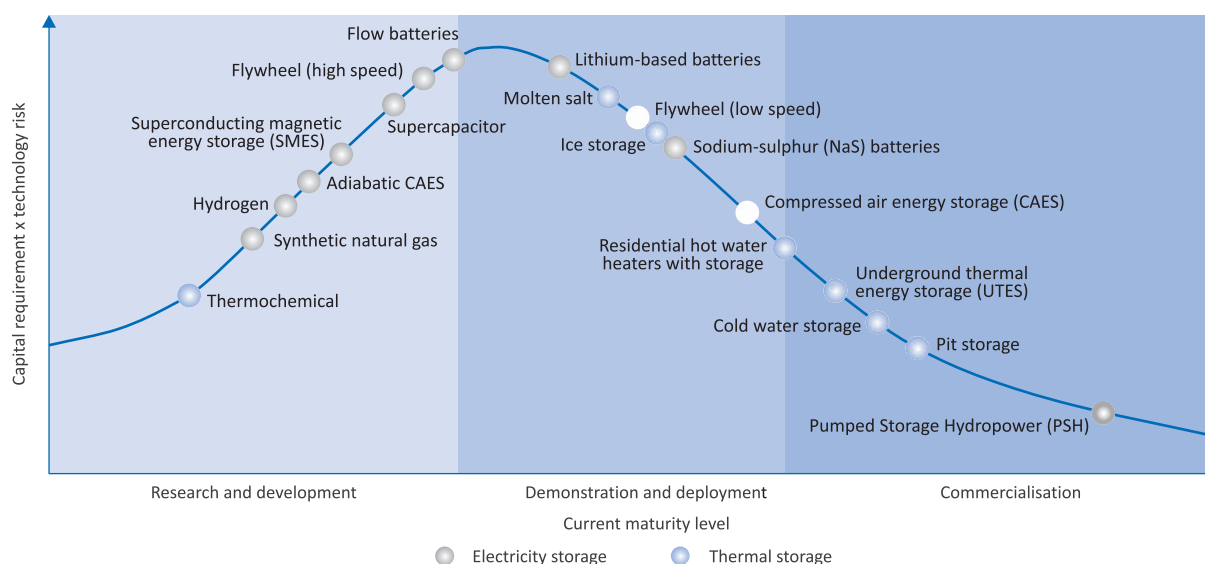 Capital requirement x technology risk
Flow batteries
Flywheel (high speed)
Supercapacitor
Superconducting magnetic
energy storage (SMES)
Adiabatic CAES
Hydrogen
Synthetic natural gas
Thermochemical
Lithium-based batteries
Molten salt
Flywheel (low speed)
Ice storage
Sodium-sulphur (NaS) batteries
Compressed air energy storage (CAES)
Residential hot water
heaters with storage
Underground thermal
energy storage (UTES)
Cold water storage
Pit storage
Pumped Storage Hydropower (PSH)
Research and development
Demonstration and deployment
Commercialisation
Current maturity level
Electricity storage
Thermal storage